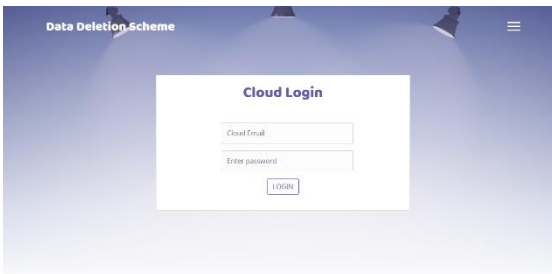 Data Deletion Scheme
Cloud Login
Cloud Email
Enter password
LOGIN